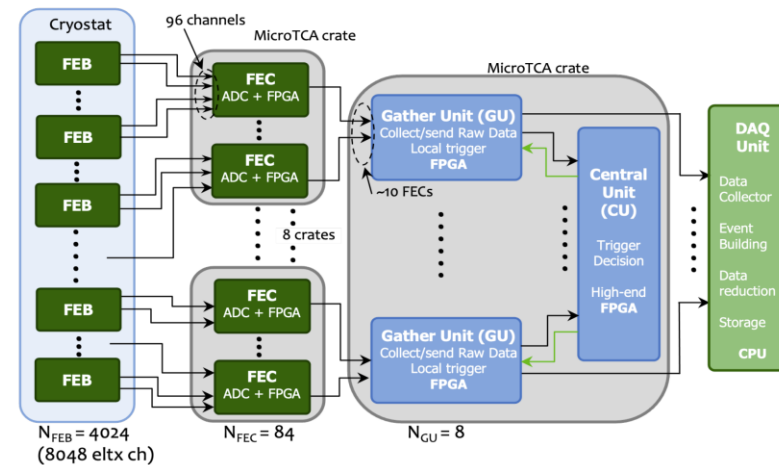 Cryostat
96 channels
FEB
FEB
FEB
FEB
FEB
N_FEB = 4024
(8048 eltx ch)
MicroTCA crate
FEC
ADC + FPGA
FEC
ADC + FPGA
8 crates
FEC
ADC + FPGA
FEC
ADC + FPGA
N_FEC = 84
MicroTCA crate
Gather Unit (GU)
Collect/send Raw Data
Local trigger
FPGA
~10 FECs
Gather Unit (GU)
Collect/send Raw Data
Local trigger
FPGA
N_GU = 8
Central
Unit
(CU)
Trigger
Decision
High-end
FPGA
DAQ
Unit
Data
Collector
Event
Building
Data
reduction
Storage
CPU